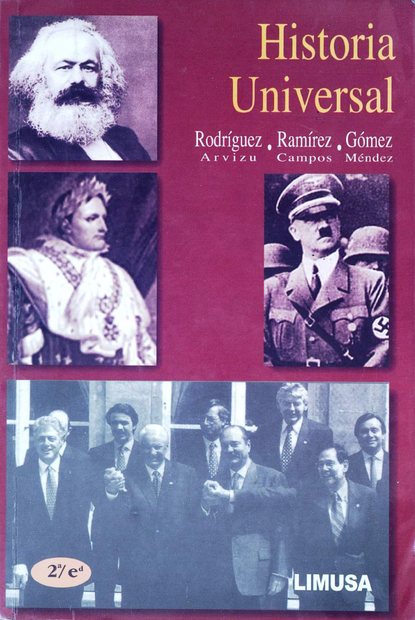 Historia
Universal
Rodríguez • Ramírez • Gómez
Arvizu Campos Méndez
2ª/eᵈ
LIMUSA